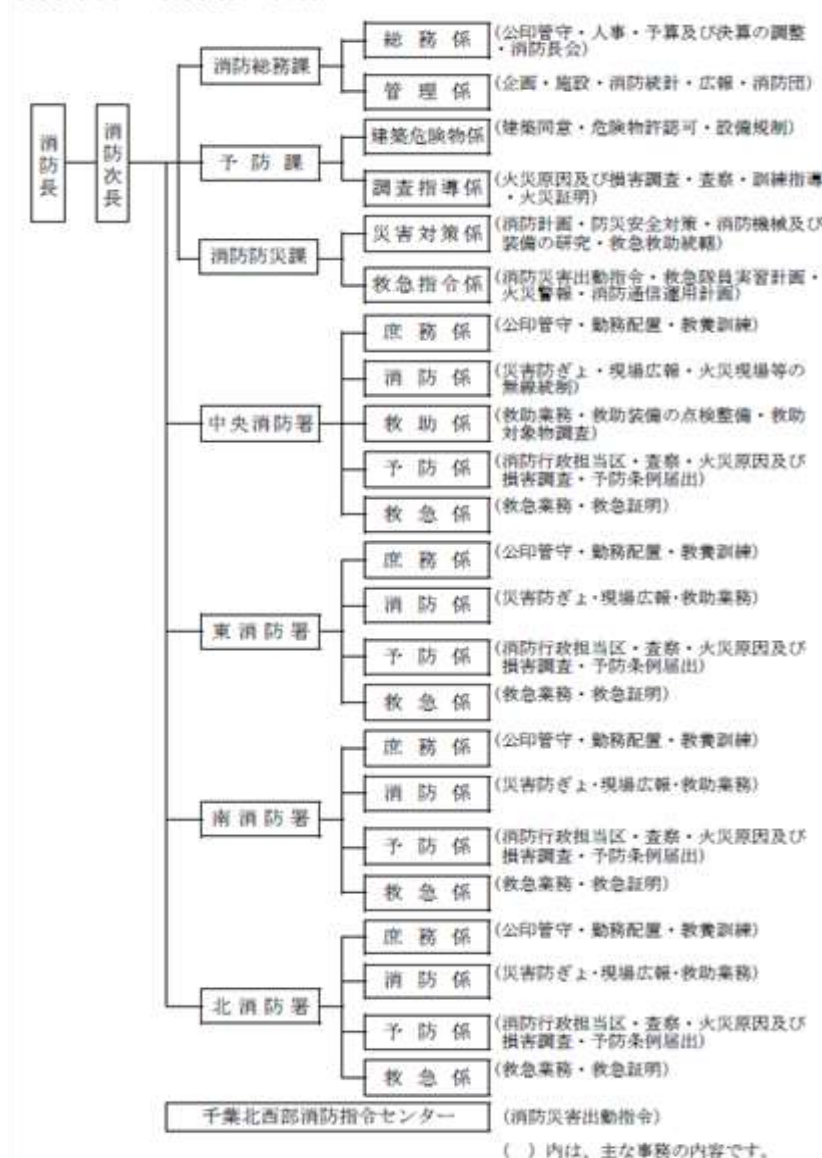 消防長
消防次長
消防総務課
総務係
(公印管守・人事・予算及び決算の調整
・消防長会)
管理係
(企画・施設・消防統計・広報・消防団)
予防課
建築危険物係
(建築同意・危険物許認可・設備規制)
調査指導係
(火災原因及び損害調査・査察・訓練指導
・火災証明)
消防防災課
災害対策係
(消防計画・防災安全対策・消防機械及び
装備の研究・救急救助統轄)
救急指令係
(消防災害出動指令・救急隊員実習計画・
火災警報・消防通信運用計画)
中央消防署
庶務係
(公印管守・勤務配置・教養訓練)
消防係
(災害防ぎょ・現場広報・火災現場等の
無線統制)
救助係
(救助業務・救助装備の点検整備・救助
対象物調査)
予防係
(消防行政担当区・査察・火災原因及び
損害調査・予防条例届出)
救急係
(救急業務・救急証明)
東消防署
庶務係
(公印管守・勤務配置・教養訓練)
消防係
(災害防ぎょ・現場広報・救助業務)
予防係
(消防行政担当区・査察・火災原因及び
損害調査・予防条例届出)
救急係
(救急業務・救急証明)
南消防署
庶務係
(公印管守・勤務配置・教養訓練)
消防係
(災害防ぎょ・現場広報・救助業務)
予防係
(消防行政担当区・査察・火災原因及び
損害調査・予防条例届出)
救急係
(救急業務・救急証明)
北消防署
庶務係
(公印管守・勤務配置・教養訓練)
消防係
(災害防ぎょ・現場広報・救助業務)
予防係
(消防行政担当区・査察・火災原因及び
損害調査・予防条例届出)
救急係
(救急業務・救急証明)
千葉北西部消防指令センター
(消防災害出動指令)
( )内は、主な事務の内容です。